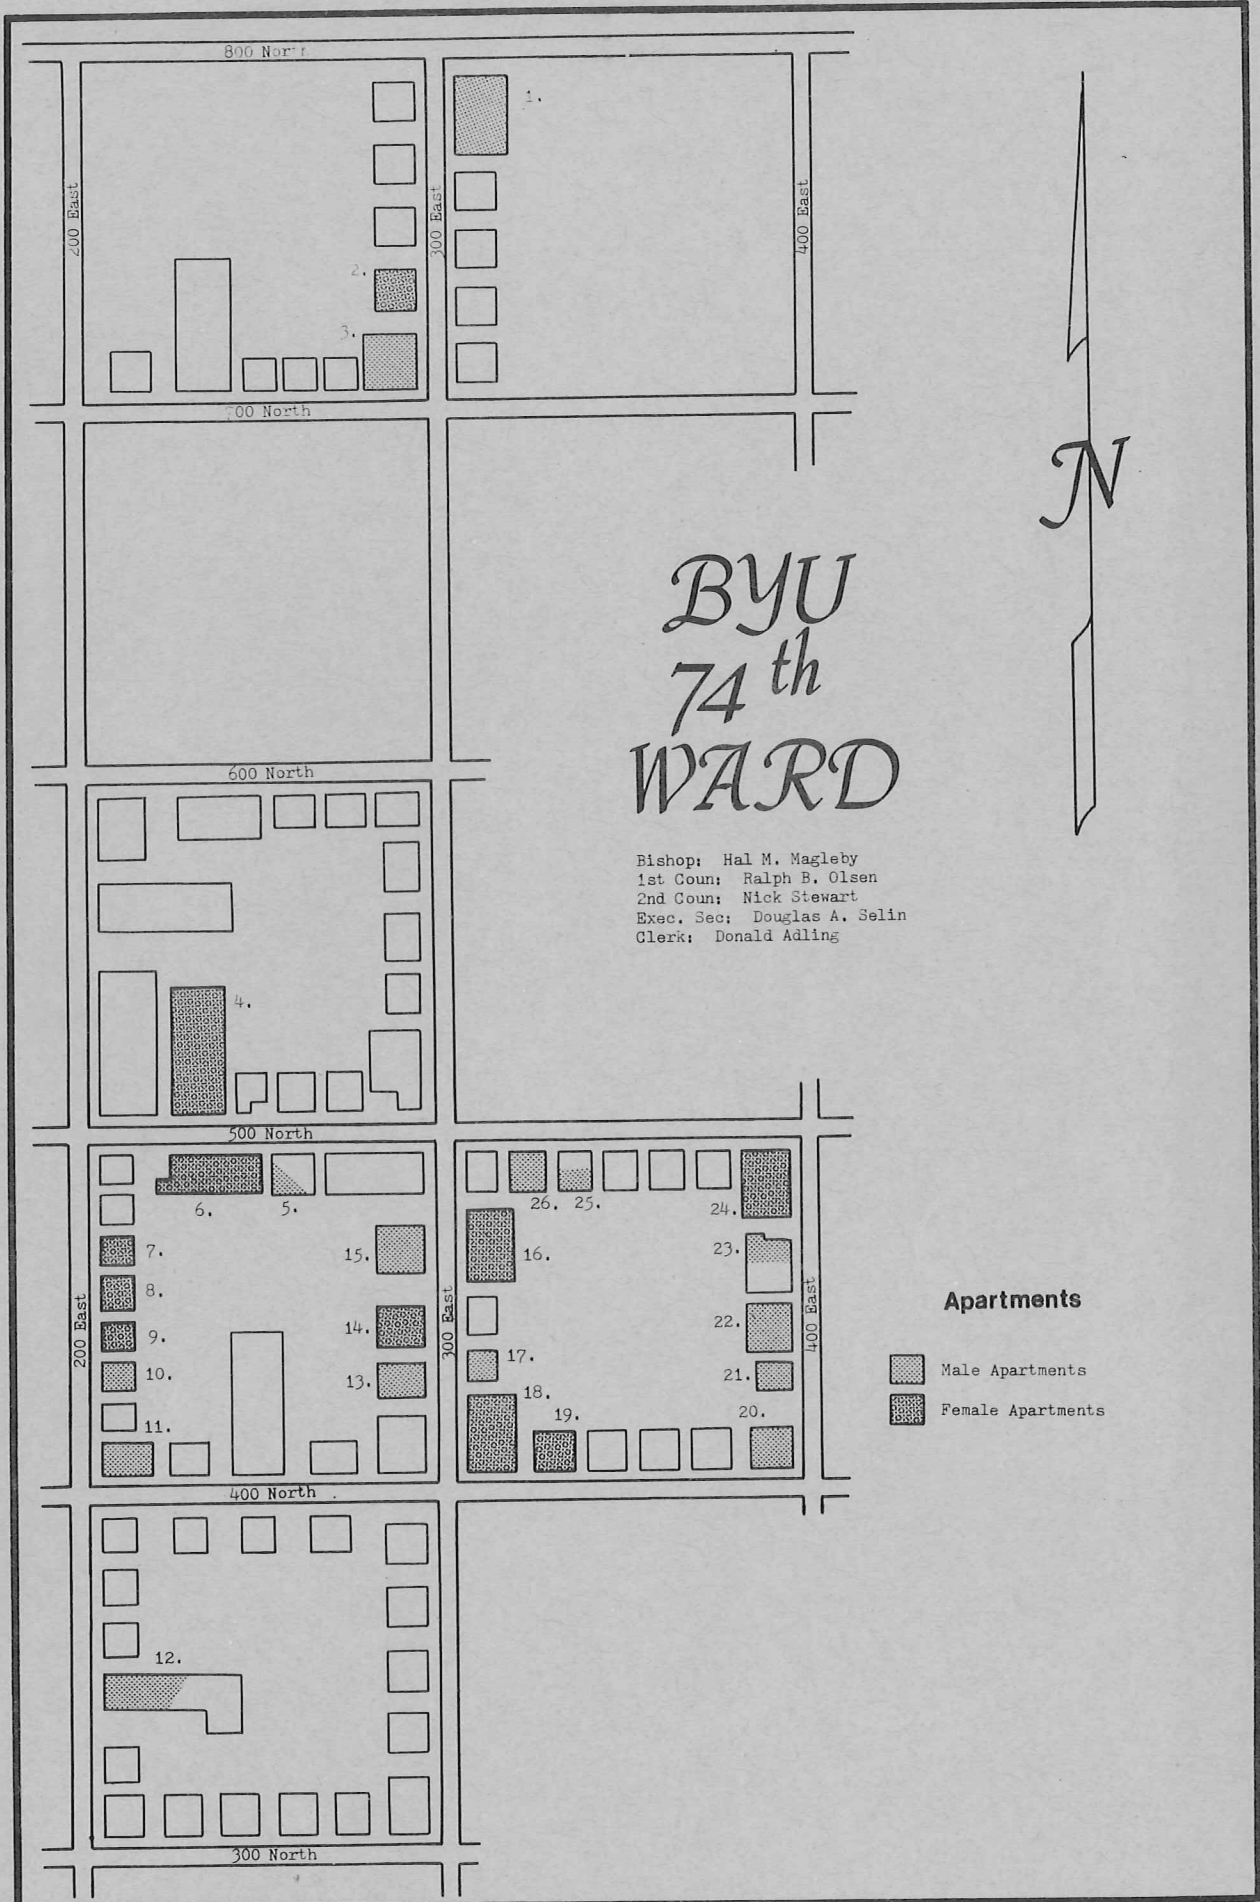 800 North
1.
200 East
300 East
400 East
2.
3.
700 North
N
BYU
74th
WARD
600 North
Bishop: Hal M. Magleby
1st Coun: Ralph B. Olsen
2nd Coun: Nick Stewart
Exec. Sec: Douglas A. Selin
Clerk: Donald Adling
4.
500 North
6. 5.
26. 25.
24.
7.
15.
16.
23.
8.
200 East
300 East
400 East
Apartments
9.
14.
22.
10.
13.
17.
21.
Male Apartments
11.
18.
19.
20.
Female Apartments
400 North
12.
300 North